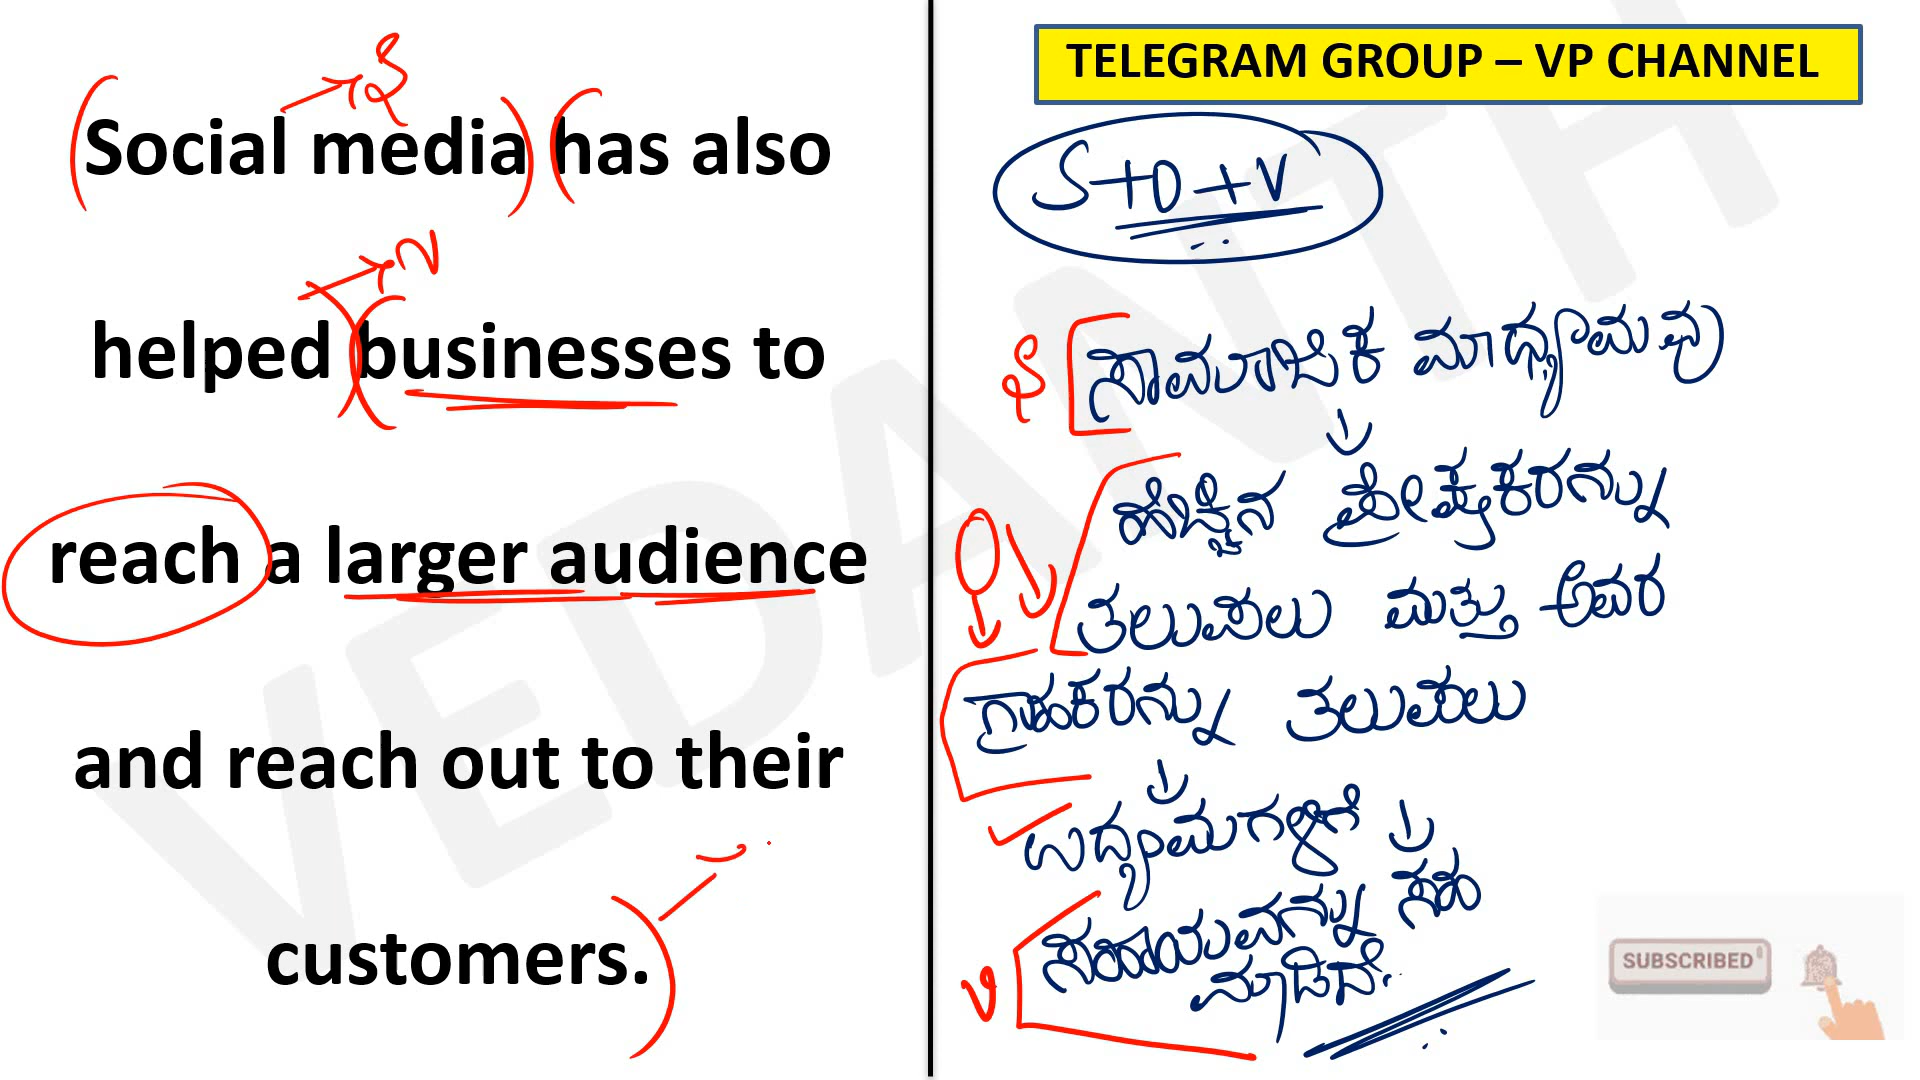 Social media has also
helped businesses to
reach a larger audience
and reach out to their
customers.
S
V
TELEGRAM GROUP – VP CHANNEL
S+O+V
S
ಸಾಮಾಜಿಕ ಮಾಧ್ಯಮವು
ಹೆಚ್ಚಿನ ಪ್ರೇಕ್ಷಕರನ್ನು
O
ತಲುಪಲು ಮತ್ತು ಅವರ
ಗ್ರಾಹಕರನ್ನು ತಲುಪಲು
ಉದ್ಯಮಗಳಿಗೆ
ಸಹಾಯವನ್ನು ಸಹ
V
ಮಾಡಿದೆ.
SUBSCRIBED
VEDANTH